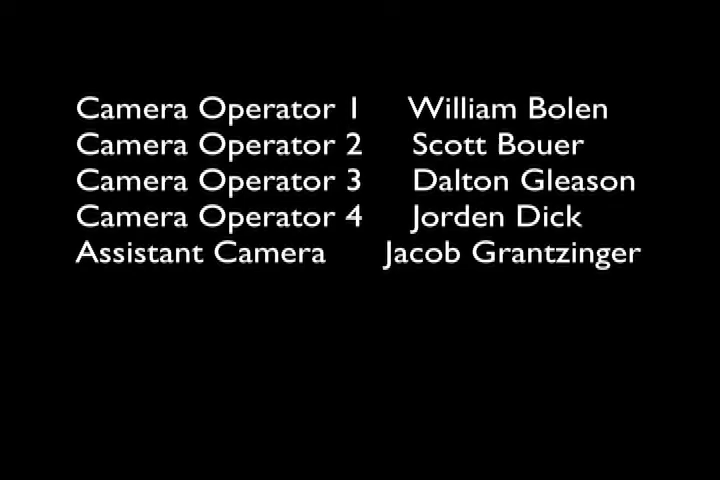 Camera Operator 1 William Bolen
Camera Operator 2 Scott Bouer
Camera Operator 3 Dalton Gleason
Camera Operator 4 Jorden Dick
Assistant Camera Jacob Grantzinger